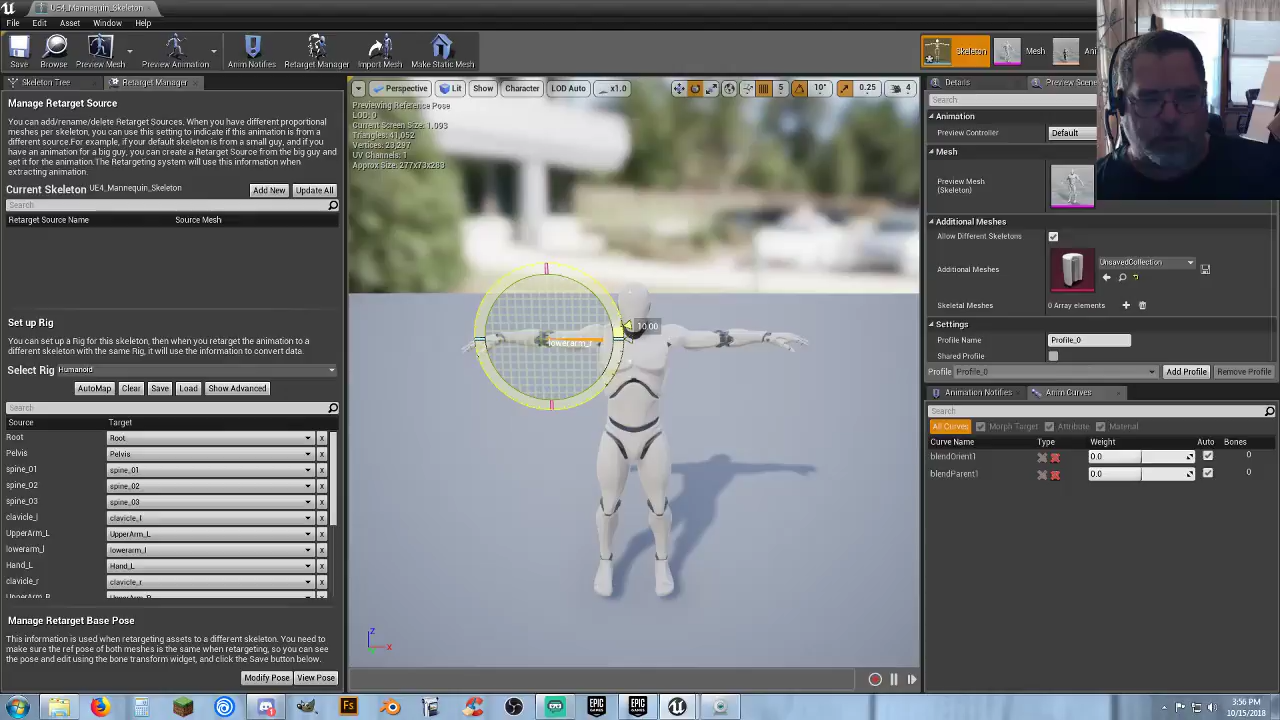 UE4_Mannequin_Skeleton
File Edit Asset Window Help
Save Browse Preview Mesh Preview Animation Anim Notifies Retarget Manager Import Mesh Make Static Mesh Skeleton Mesh
Skeleton Tree Retarget Manager
Manage Retarget Source
You can add/rename/delete Retarget Sources. When you have different proportional
meshes per skeleton, you can use this setting to indicate if this animation is from a
different source.For example, if your default skeleton is from a small guy, and if you
have an animation for a big guy, you can create a Retarget Source from the big guy and
set it for the animation.The Retargeting system will use this information when
extracting animation.
Current Skeleton UE4_Mannequin_Skeleton Add New Update All
Search
Retarget Source Name Source Mesh
Set up Rig
You can set up a Rig for this skeleton, then when you retarget the animation to a
different skeleton with the same Rig, it will use the information to convert data.
Select Rig Humanoid
AutoMap Clear Save Load Show Advanced
Search
Source Target
Root Root x
Pelvis Pelvis x
spine_01 spine_01 x
spine_02 spine_02 x
spine_03 spine_03 x
clavicle_l clavicle_l x
UpperArm_L UpperArm_L x
lowerarm_l lowerarm_l x
Hand_L Hand_L x
clavicle_r clavicle_r x
UpperArm_R UpperArm_R
Manage Retarget Base Pose
This information is used when retargeting assets to a different skeleton. You need to
make sure the ref pose of both meshes is the same when retargeting, so you can see
the pose and edit using the bone transform widget, and click the Save button below.
Modify Pose View Pose
Perspective Lit Show Character LOD Auto x1.0 5 10° 0.25 4
Previewing Reference Pose
LOD: 0
Current Screen Size: 1.093
Triangles: 41,052
Vertices: 23,297
UV Channels: 1
Approx Size: 277x73x283
10.00
lowerarm_r
Z
X
Details Preview Scene
Search
Animation
Preview Controller Default
Mesh
Preview Mesh
(Skeleton)
Additional Meshes
Allow Different Skeletons
Additional Meshes UnsavedCollection
Skeletal Meshes 0 Array elements
Settings
Profile Name Profile_0
Shared Profile
Profile Profile_0 Add Profile Remove Profile
Animation Notifies Anim Curves
Search
All Curves Morph Target Attribute Material
Curve Name Type Weight Auto Bones
blendOrient1 0.0 0
blendParent1 0.0 0
Fs
EPIC GAMES
EPIC GAMES
3:56 PM
10/15/2018